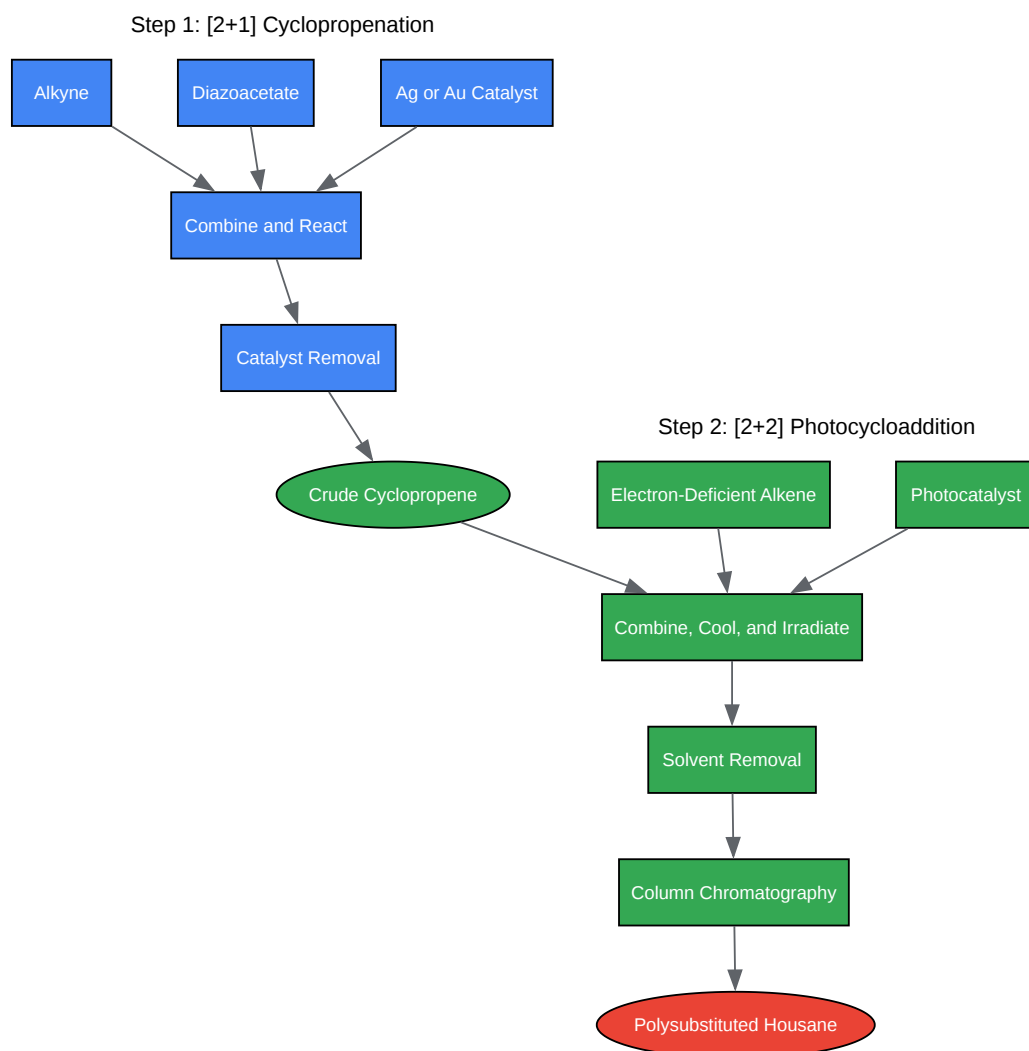 Step 1: [2+1] Cyclopropenation
Alkyne
Diazoacetate
Ag or Au Catalyst
Combine and React
Catalyst Removal
Step 2: [2+2] Photocycloaddition
Crude Cyclopropene
Electron-Deficient Alkene
Photocatalyst
Combine, Cool, and Irradiate
Solvent Removal
Column Chromatography
Polysubstituted Housane